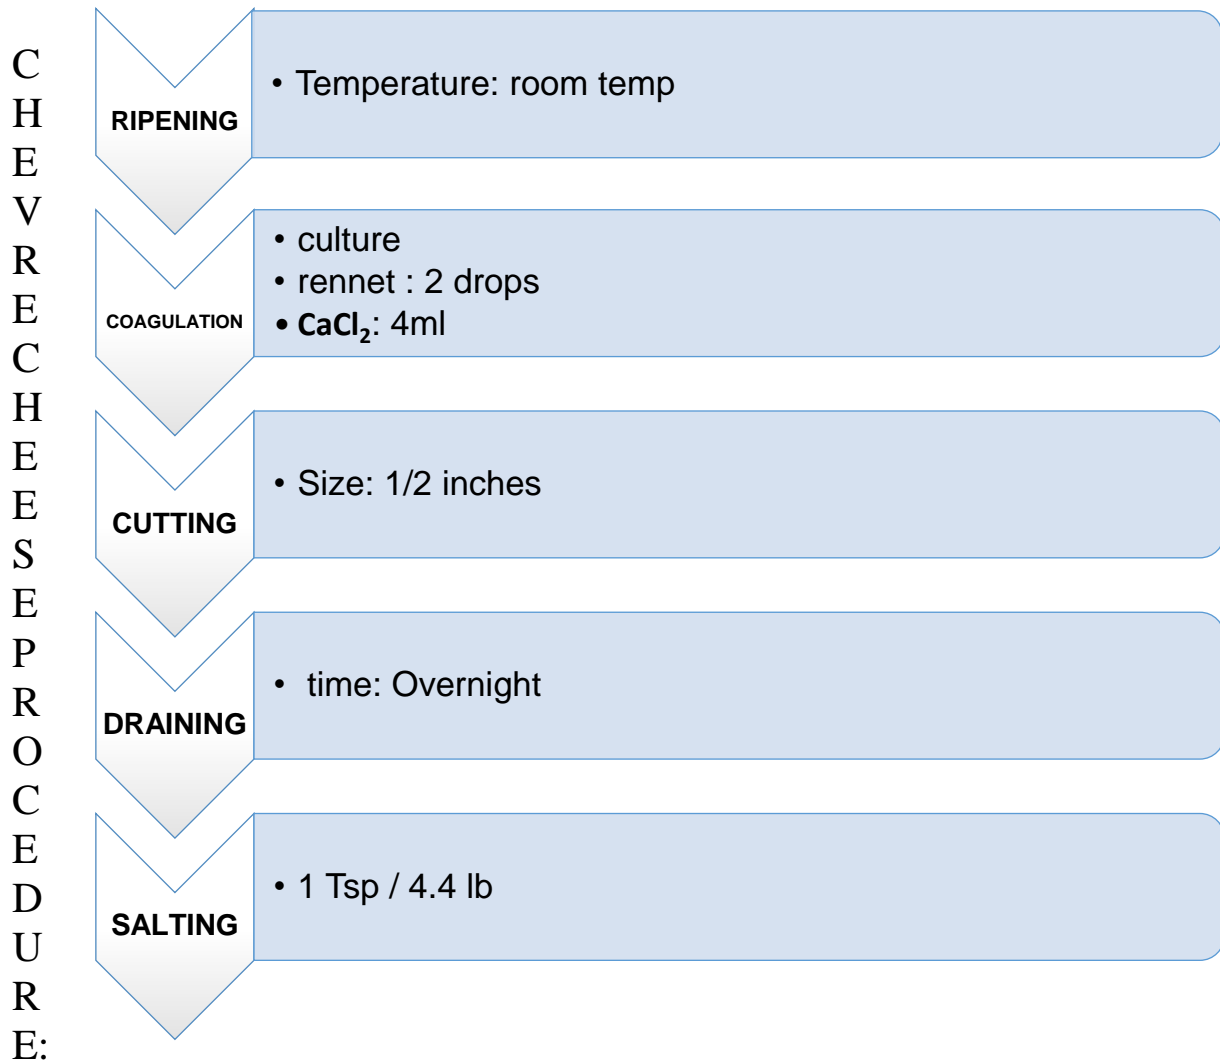 CHEVRE CHEESE PROCEDURE:
RIPENING
• Temperature: room temp
COAGULATION
• culture
• rennet : 2 drops
• CaCl₂: 4ml
CUTTING
• Size: 1/2 inches
DRAINING
• time: Overnight
SALTING
• 1 Tsp / 4.4 lb